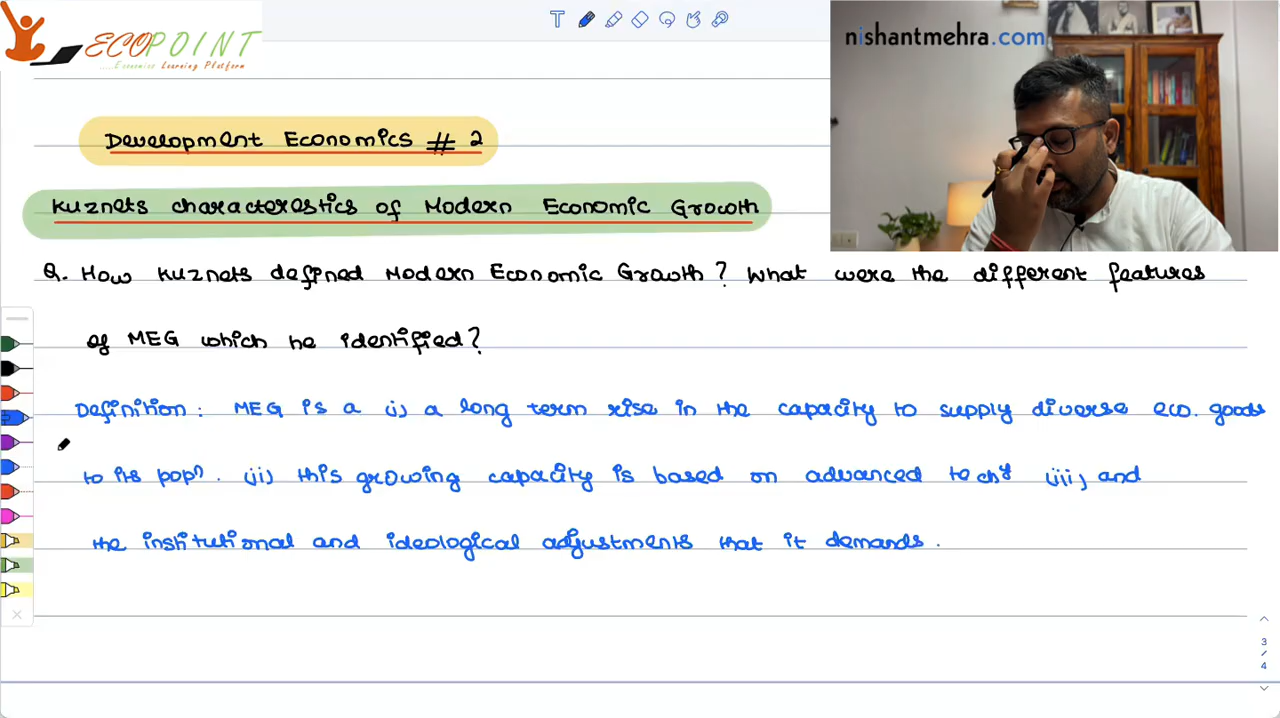 ECOPOINT
.....Economics Learning Platform
nishantmehra.com
Development Economics # 2
Kuznets characterestics of Modern Economic Growth
Q. How Kuznets defined Modern Economic Growth? What were the different features
of MEG which he identified?
Definition: MEG is a (i) a long term rise in the capacity to supply diverse eco. goods
to its popⁿ. (ii) this growing capacity is based on advanced techʸ (iii) and
the institutional and ideological adjustments that it demands.
3
/
4